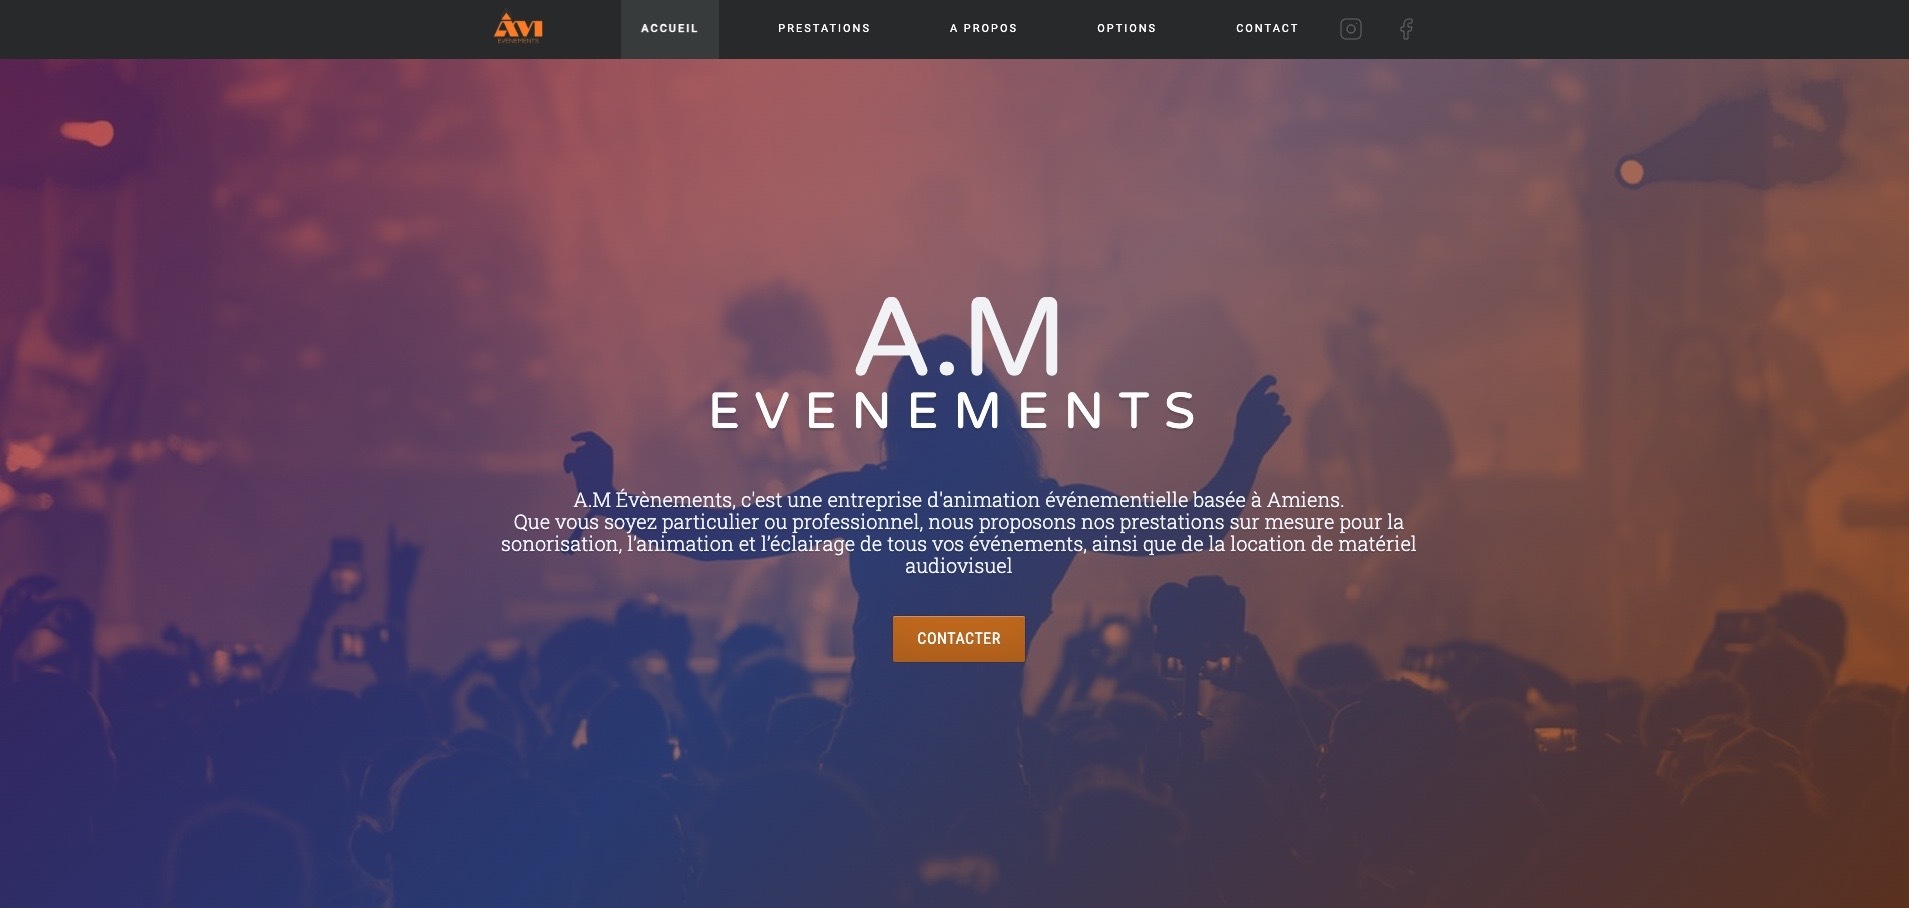 AM
EVENEMENTS
ACCUEIL
PRESTATIONS
A PROPOS
OPTIONS
CONTACT
A.M
EVENEMENTS
A.M Évènements, c'est une entreprise d'animation événementielle basée à Amiens.
Que vous soyez particulier ou professionnel, nous proposons nos prestations sur mesure pour la
sonorisation, l’animation et l’éclairage de tous vos événements, ainsi que de la location de matériel
audiovisuel
CONTACTER